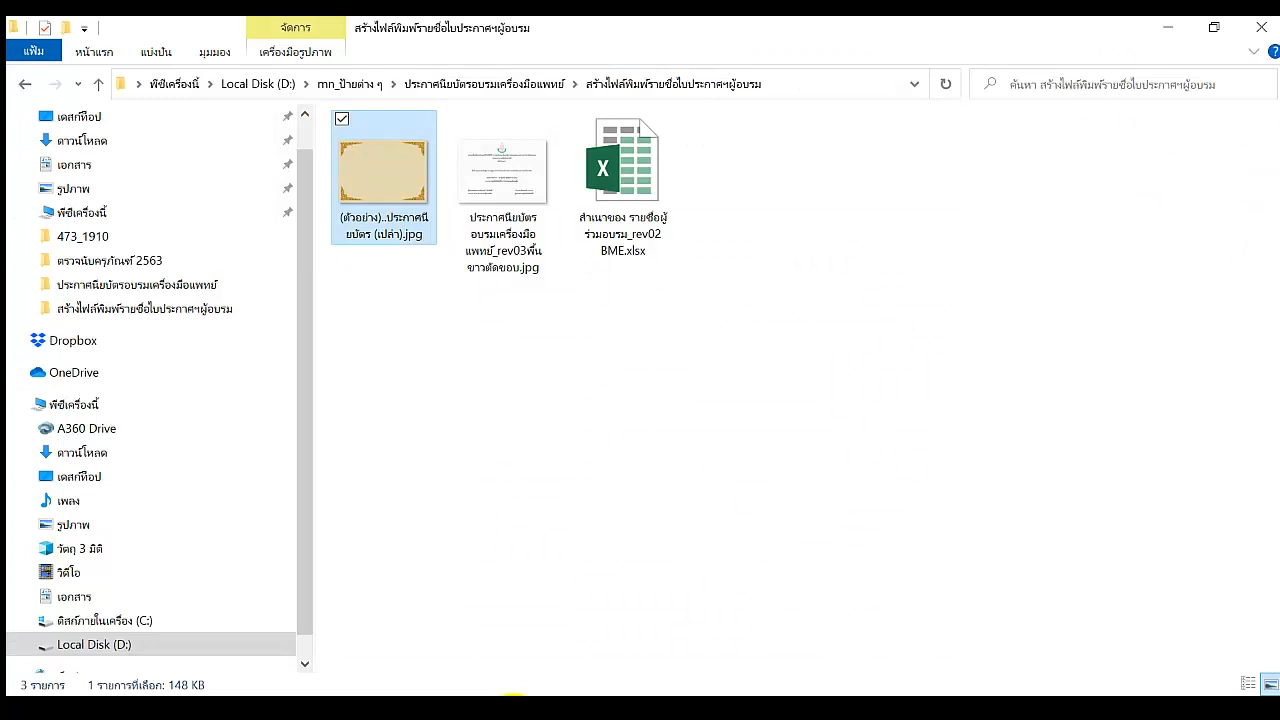 จัดการ
สร้างไฟล์พิมพ์รายชื่อใบประกาศฯผู้อบรม
แฟ้ม
หน้าแรก
แบ่งปัน
มุมมอง
เครื่องมือรูปภาพ
พีซีเครื่องนี้
Local Disk (D:)
mn_ป้ายต่าง ๆ
ประกาศนียบัตรอบรมเครื่องมือแพทย์
สร้างไฟล์พิมพ์รายชื่อใบประกาศฯผู้อบรม
ค้นหา สร้างไฟล์พิมพ์รายชื่อใบประกาศฯผู้อบรม
เดสก์ท็อป
ดาวน์โหลด
เอกสาร
รูปภาพ
พีซีเครื่องนี้
473_1910
ตรวจนับครุภัณฑ์ 2563
ประกาศนียบัตรอบรมเครื่องมือแพทย์
สร้างไฟล์พิมพ์รายชื่อใบประกาศฯผู้อบรม
Dropbox
OneDrive
พีซีเครื่องนี้
A360 Drive
ดาวน์โหลด
เดสก์ท็อป
เพลง
รูปภาพ
วัตถุ 3 มิติ
วิดีโอ
เอกสาร
ดิสก์ภายในเครื่อง (C:)
Local Disk (D:)
(ตัวอย่าง)..ประกาศนี
ยบัตร (เปล่า).jpg
ประกาศนียบัตร
อบรมเครื่องมือ
แพทย์_rev03พื้น
ขาวตัดขอบ.jpg
X
สำเนาของ รายชื่อผู้
ร่วมอบรม_rev02
BME.xlsx
3 รายการ
1 รายการที่เลือก: 148 KB